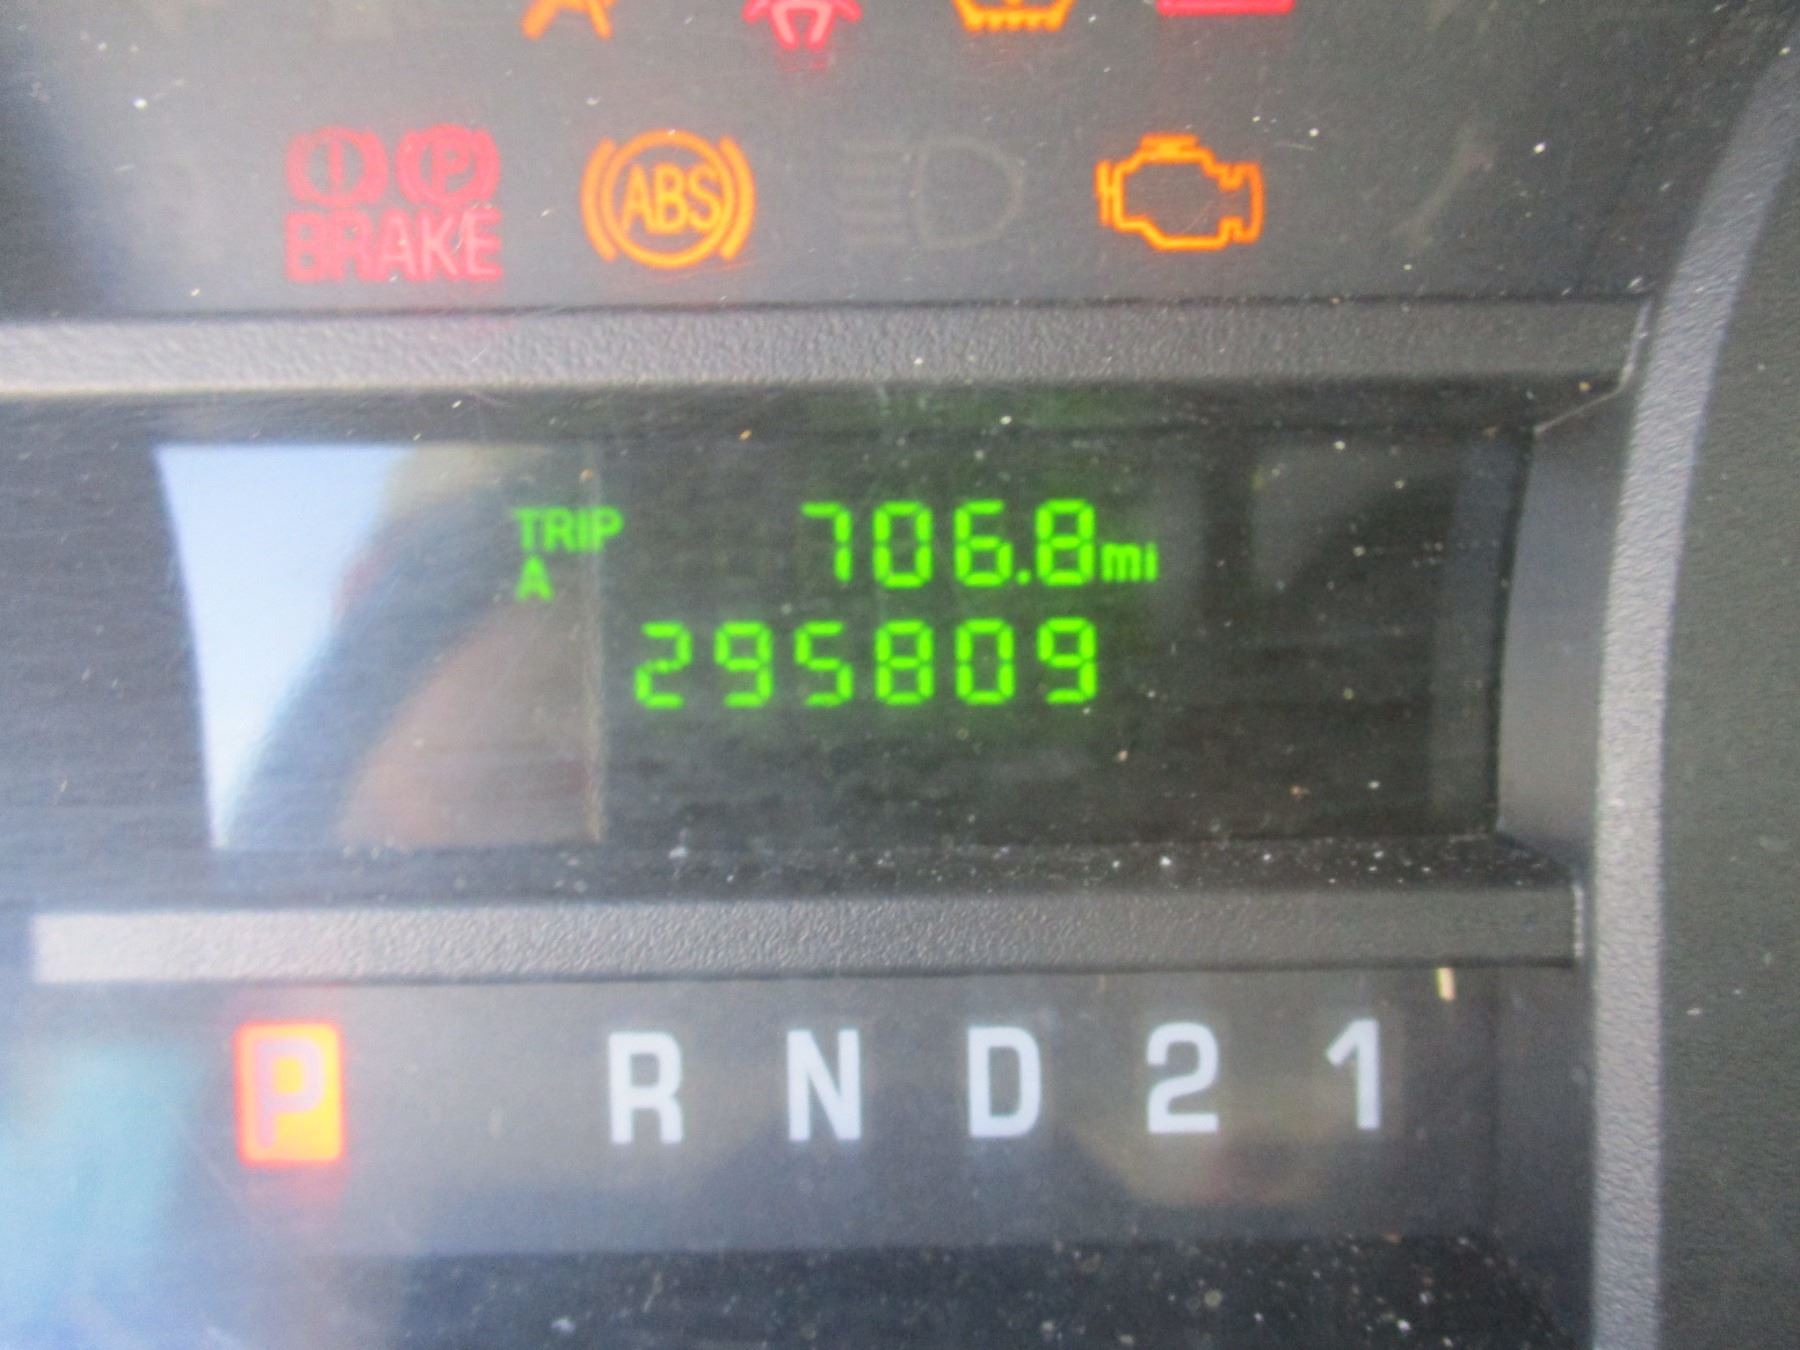 BRAKE ABS
TRIP 706.8mi
A
295809
P R N D 2 1